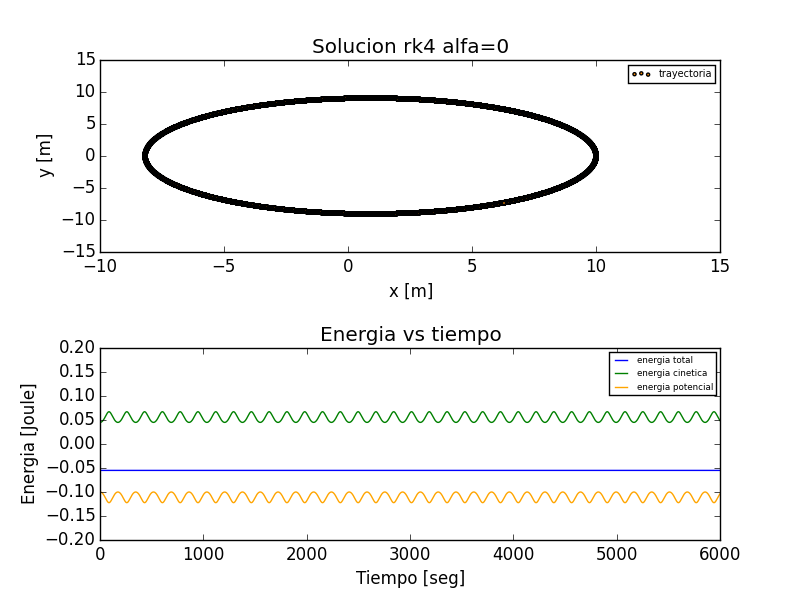 Solucion rk4 alfa=0
15
10
5
0
−5
−10
−15
y [m]
trayectoria
−10 −5 0 5 10 15
x [m]
Energia vs tiempo
0.20
0.15
0.10
0.05
0.00
−0.05
−0.10
−0.15
−0.20
Energia [Joule]
energia total
energia cinetica
energia potencial
0 1000 2000 3000 4000 5000 6000
Tiempo [seg]